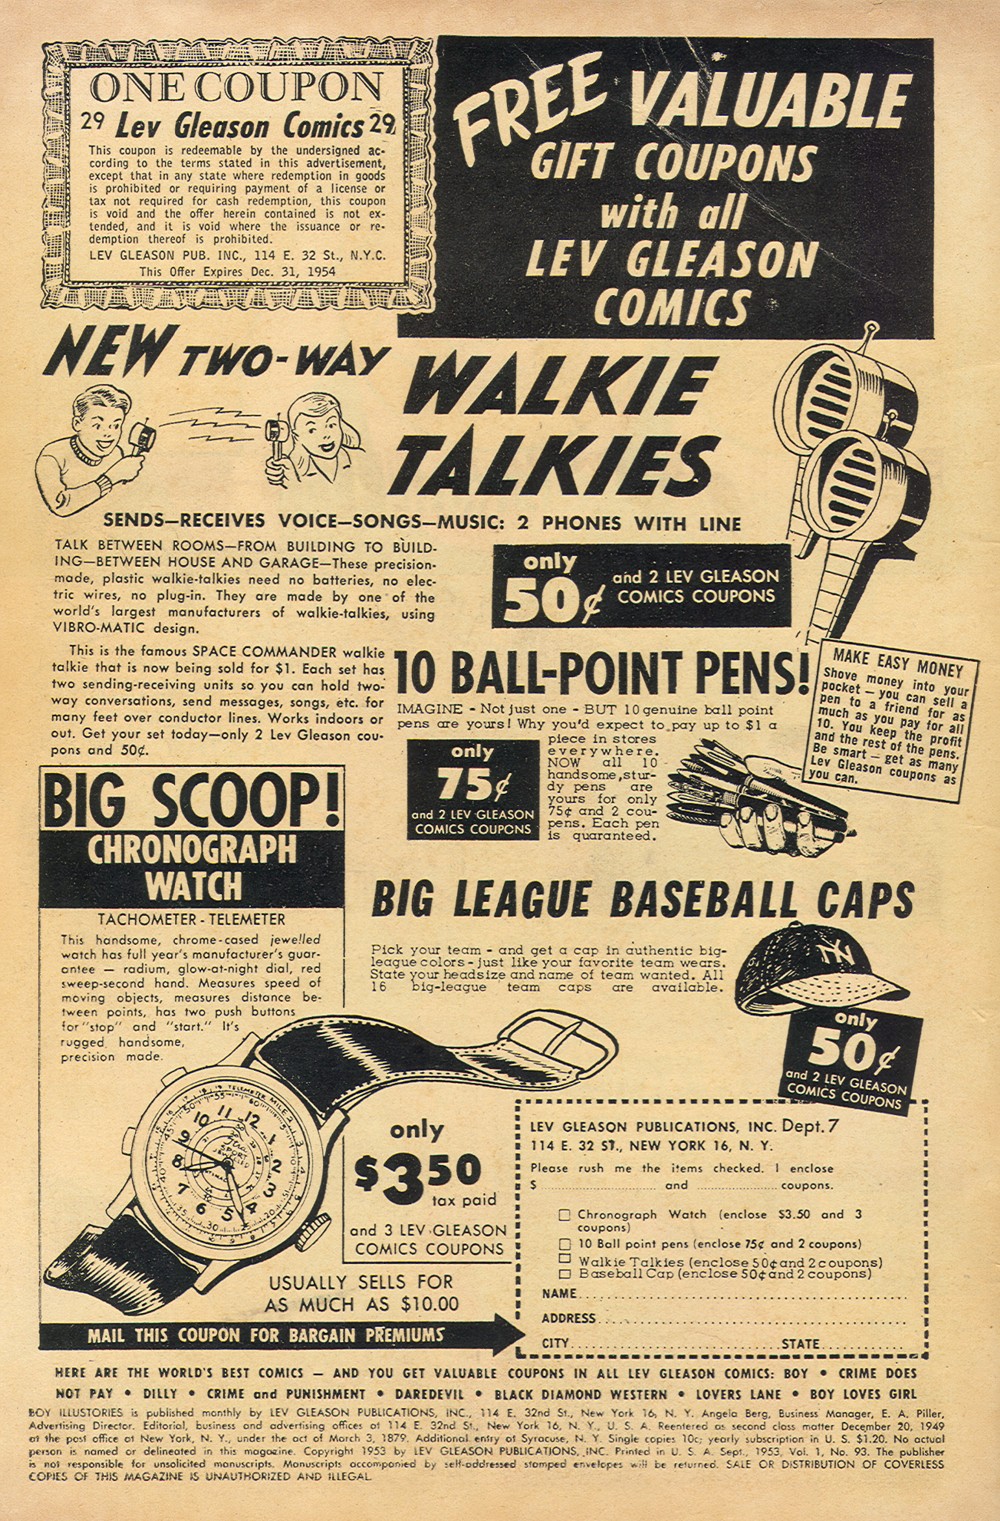 ONE COUPON
29 Lev Gleason Comics 29
This coupon is redeemable by the undersigned ac-
cording to the terms stated in this advertisement,
except that in any state where redemption in goods
is prohibited or requiring payment of a license or
tax not required for cash redemption, this coupon
is void and the offer herein contained is not ex-
tended, and it is void where the issuance or re-
demption thereof is prohibited.
LEV GLEASON PUB. INC., 114 E. 32 St., N.Y.C.
This Offer Expires Dec. 31, 1954
FREE VALUABLE
GIFT COUPONS
with all
LEV GLEASON
COMICS
NEW TWO-WAY WALKIE
TALKIES
SENDS—RECEIVES VOICE—SONGS—MUSIC: 2 PHONES WITH LINE
TALK BETWEEN ROOMS—FROM BUILDING TO BUILD-
ING—BETWEEN HOUSE AND GARAGE—These precision-
made, plastic walkie-talkies need no batteries, no elec-
tric wires, no plug-in. They are made by one of the
world's largest manufacturers of walkie-talkies, using
VIBRO-MATIC design.
This is the famous SPACE COMMANDER walkie
talkie that is now being sold for $1. Each set has
two sending-receiving units so you can hold two-
way conversations, send messages, songs, etc. for
many feet over conductor lines. Works indoors or
out. Get your set today—only 2 Lev Gleason cou-
pons and 50¢.
only
50¢
and 2 LEV GLEASON
COMICS COUPONS
10 BALL-POINT PENS!
IMAGINE - Not just one - BUT 10 genuine ball point
pens are yours! Why you'd expect to pay up to $1 a
piece in stores
everywhere.
NOW all 10
handsome, stur-
dy pens are
yours for only
75¢ and 2 cou-
pens. Each pen
is quaranteed.
only
75¢
and 2 LEV GLEASON
COMICS COUPONS
MAKE EASY MONEY
Shove money into your
pocket — you can sell a
pen to a friend for as
much as you pay for all
10. You keep the profit
and the rest of the pens.
Be smart — get as many
Lev Gleason coupons as
you can.
BIG SCOOP!
CHRONOGRAPH
WATCH
TACHOMETER - TELEMETER
This handsome, chrome-cased jewelled
watch has full year's manufacturer's guar-
antee — radium, glow-at-night dial, red
sweep-second hand. Measures speed of
moving objects, measures distance be-
tween points, has two push buttons
for "stop" and "start." It's
rugged, handsome,
precision made.
BIG LEAGUE BASEBALL CAPS
Pick your team - and get a cap in authentic big-
league colors - just like your favorite team wears.
State your headsize and name of team wanted. All
16 big-league team caps are available.
NY
only
50¢
and 2 LEV GLEASON
COMICS COUPONS
TELEMETER MILE
10 11 12 1 2 3 4 5 6 7 8 9
only
$3.50
tax paid
and 3 LEV GLEASON
COMICS COUPONS
USUALLY SELLS FOR
AS MUCH AS $10.00
MAIL THIS COUPON FOR BARGAIN PREMIUMS
LEV GLEASON PUBLICATIONS, INC. Dept. 7
114 E. 32 ST., NEW YORK 16, N. Y.
Please rush me the items checked. I enclose
$ .......... and .......... coupons.
Chronograph Watch (enclose $3.50 and 3
coupons)
10 Ball point pens (enclose 75¢ and 2 coupons)
Walkie Talkies (enclose 50¢ and 2 coupons)
Baseball Cap (enclose 50¢ and 2 coupons)
NAME
ADDRESS
CITY STATE
HERE ARE THE WORLD'S BEST COMICS — AND YOU GET VALUABLE COUPONS IN ALL LEV GLEASON COMICS: BOY • CRIME DOES
NOT PAY • DILLY • CRIME and PUNISHMENT • DAREDEVIL • BLACK DIAMOND WESTERN • LOVERS LANE • BOY LOVES GIRL
BOY ILLUSTORIES is published monthly by LEV GLEASON PUBLICATIONS, INC., 114 E. 32nd St., New York 16, N. Y. Angela Berg, Business Manager, E. A. Piller,
Advertising Director. Editorial, business and advertising offices at 114 E. 32nd St., New York 16, N. Y., U. S. A. Reentered as second class matter December 20, 1949
at the post office at New York, N. Y., under the act of March 3, 1879. Additional entry at Syracuse, N. Y. Single copies 10c; yearly subscription in U. S. $1.20. No actual
person is named or delineated in this magazine. Copyright 1953 by LEV GLEASON PUBLICATIONS, INC. Printed in U. S. A. Sept., 1953, Vol. 1, No. 93. The publisher
is not responsible for unsolicited manuscripts. Manuscripts accompanied by self-addressed stamped envelopes will be returned. SALE OR DISTRIBUTION OF COVERLESS
COPIES OF THIS MAGAZINE IS UNAUTHORIZED AND ILLEGAL.